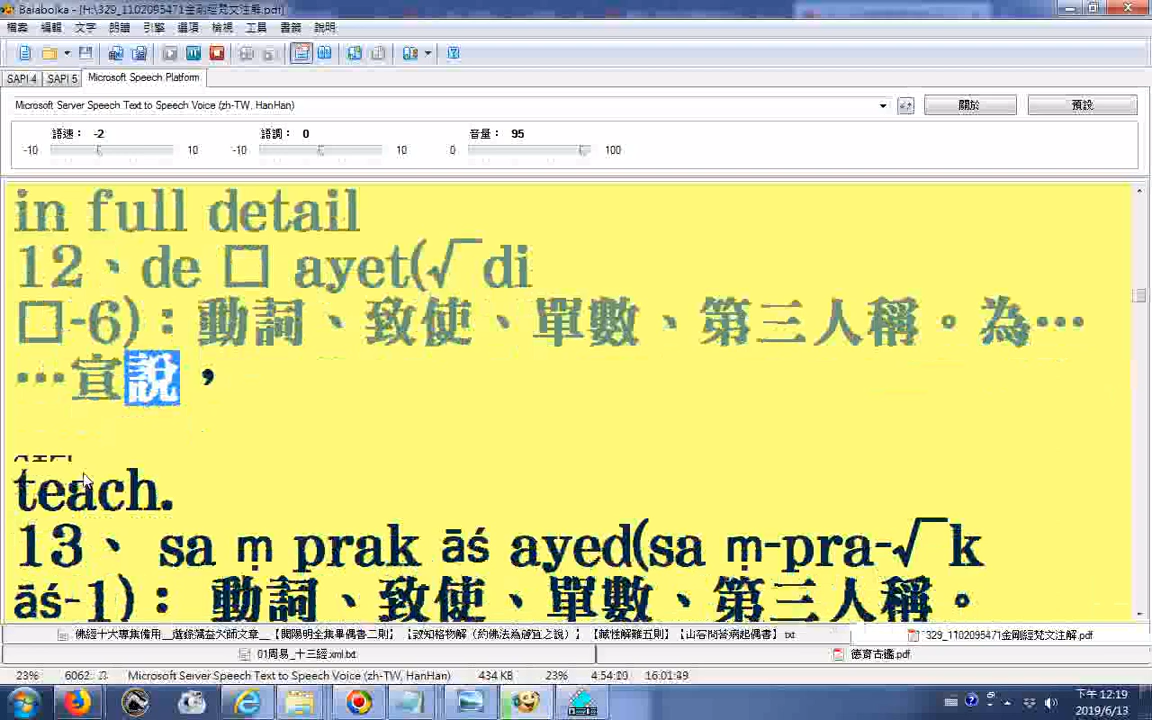 Balabolka - [H:\329_1102095471金剛經梵文注解.pdf]
檔案 編輯 文字 朗讀 引擎 選項 檢視 工具 書籤 說明
SAPI 4 SAPI 5 Microsoft Speech Platform
Microsoft Server Speech Text to Speech Voice (zh-TW, HanHan)
關於 預設
語速： -2 語調： 0 音量： 95
-10 10 -10 10 0 100
in full detail
12、de □ ayet(√di
□-6)：動詞、致使、單數、第三人稱。為…
…宣說，
teach.
13、 sa ṃ prak āś ayed(sa ṃ-pra-√k
āś-1)： 動詞、致使、單數、第三人稱。
329_1102095471金剛經梵文注解.pdf
01周易_十三經.xml.txt 德育古鑑.pdf
23% 6062 Microsoft Server Speech Text to Speech Voice (zh-TW, HanHan) 434 KB 23% 4:54:20 16:01:49
下午 12:19
2019/6/13